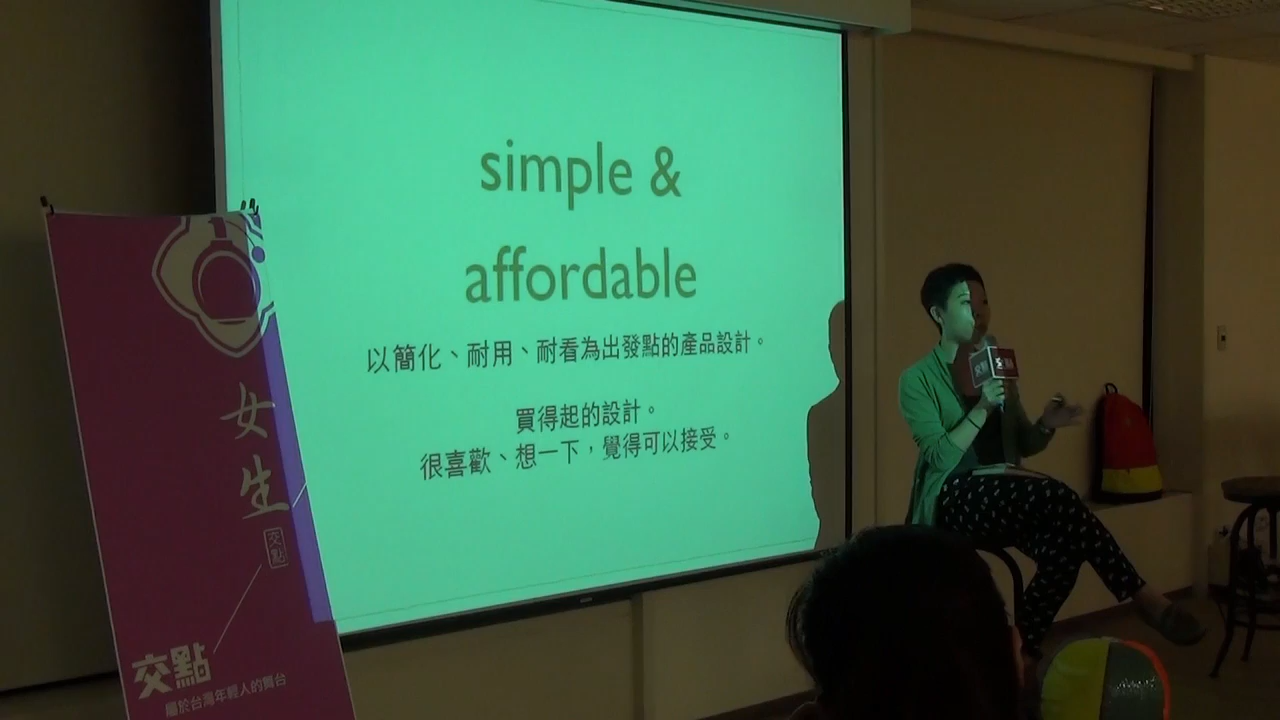 simple &
affordable
以簡化、耐用、耐看為出發點的產品設計。
買得起的設計。
很喜歡、想一下，覺得可以接受。
女生
交點
交點
屬於台灣年輕人的舞台
交點